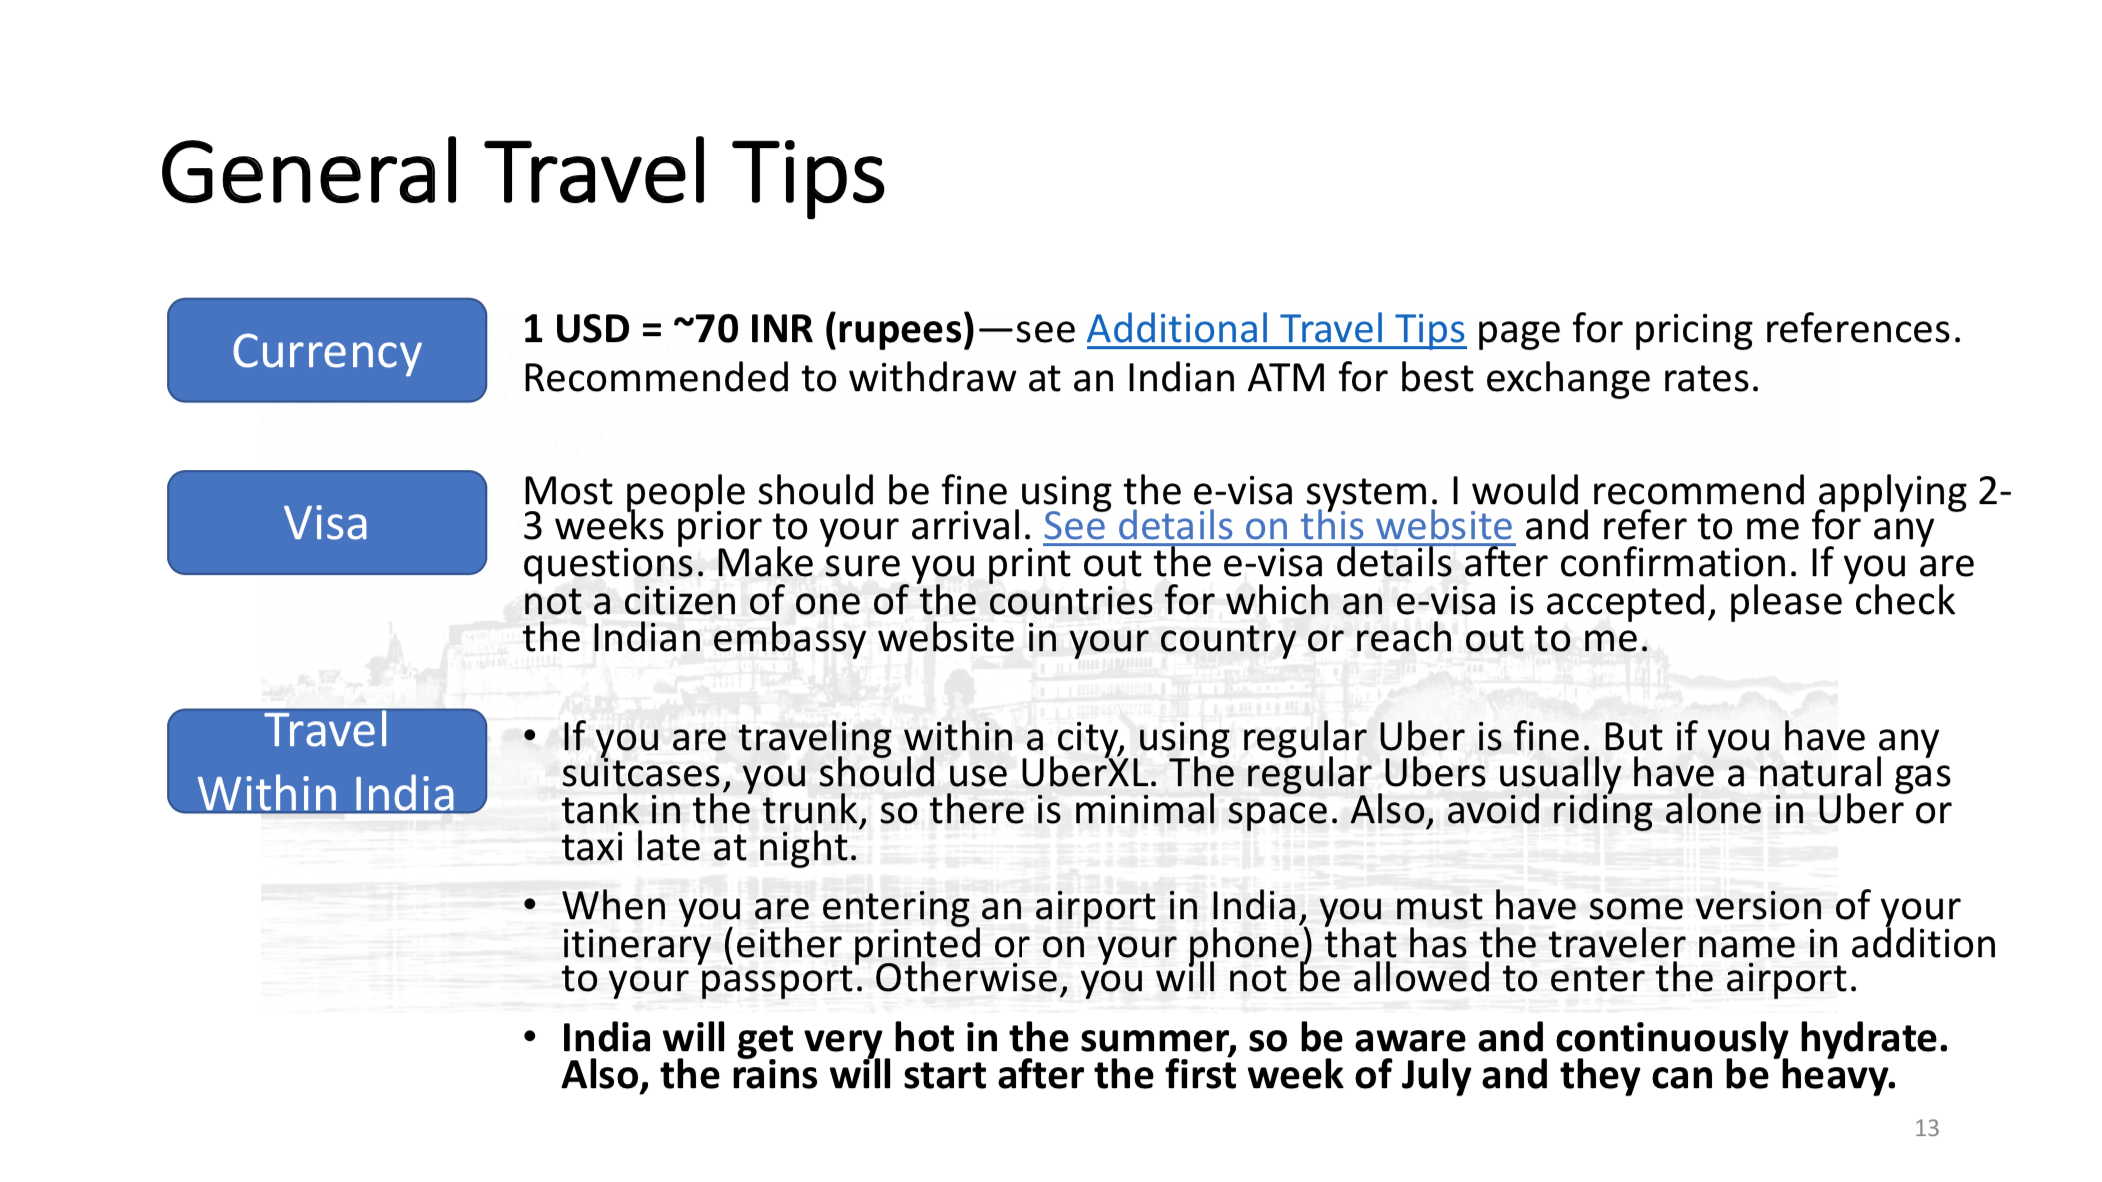 General Travel Tips
Currency
1 USD = ~70 INR (rupees)—see Additional Travel Tips page for pricing references.
Recommended to withdraw at an Indian ATM for best exchange rates.
Visa
Most people should be fine using the e-visa system. I would recommend applying 2-
3 weeks prior to your arrival. See details on this website and refer to me for any
questions. Make sure you print out the e-visa details after confirmation. If you are
not a citizen of one of the countries for which an e-visa is accepted, please check
the Indian embassy website in your country or reach out to me.
Travel
Within India
• If you are traveling within a city, using regular Uber is fine. But if you have any
suitcases, you should use UberXL. The regular Ubers usually have a natural gas
tank in the trunk, so there is minimal space. Also, avoid riding alone in Uber or
taxi late at night.
• When you are entering an airport in India, you must have some version of your
itinerary (either printed or on your phone) that has the traveler name in addition
to your passport. Otherwise, you will not be allowed to enter the airport.
• India will get very hot in the summer, so be aware and continuously hydrate.
Also, the rains will start after the first week of July and they can be heavy.
13